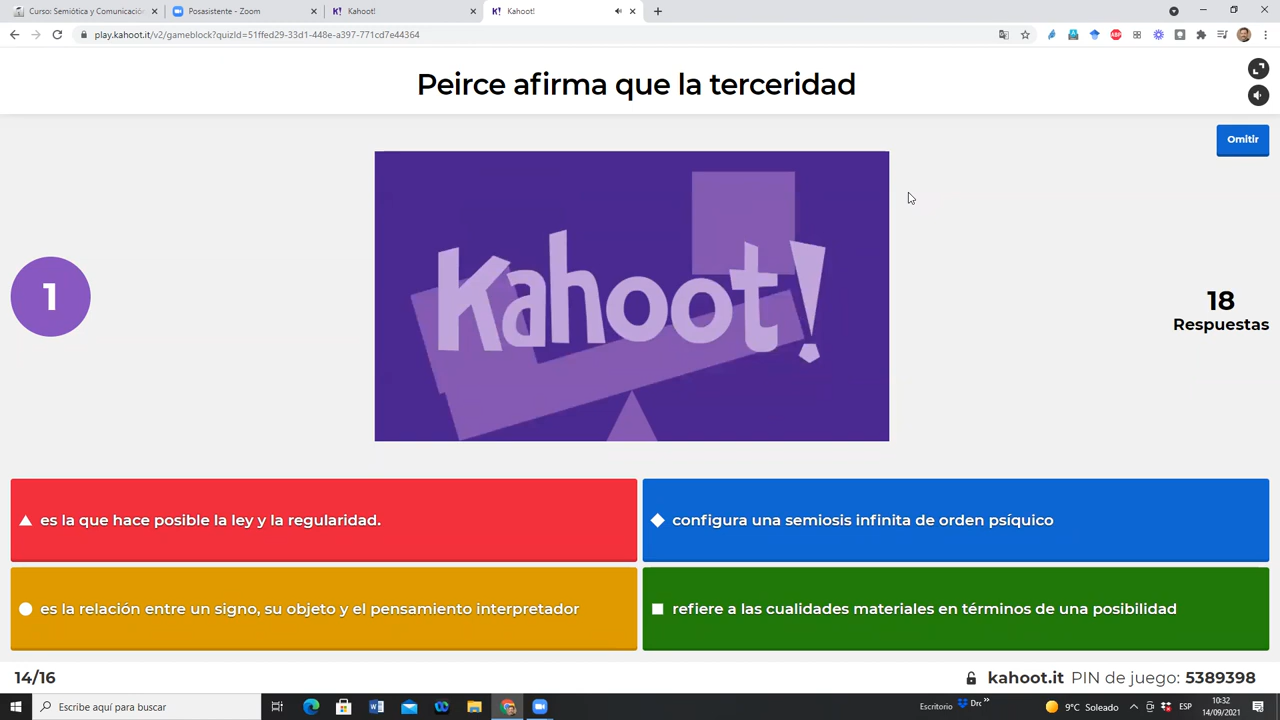 Curso: Semiótica y Comunicación
Posasistente - Zoom
K! Kahoot!
K! Kahoot!
play.kahoot.it/v2/gameblock?quizId=51ffed29-33d1-448e-a397-771cd7e44364
ABP
ESP
Peirce afirma que la terceridad
Omitir
Kahoot!
1
18
Respuestas
es la que hace posible la ley y la regularidad.
configura una semiosis infinita de orden psíquico
es la relación entre un signo, su objeto y el pensamiento interpretador
refiere a las cualidades materiales en términos de una posibilidad
14/16
kahoot.it PIN de juego: 5389398
Escribe aquí para buscar
Escritorio
Drc
9°C Soleado
ESP
10:32
14/09/2021